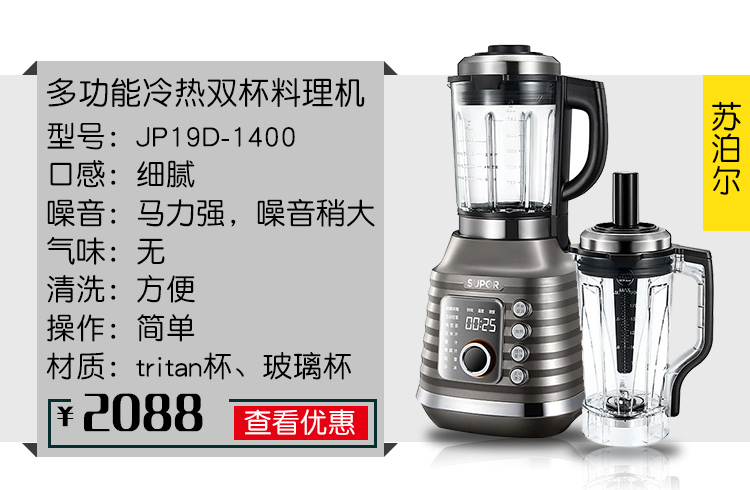 多功能冷热双杯料理机
型号：JP19D-1400
口感：细腻
噪音：马力强，噪音稍大
气味：无
清洗：方便
操作：简单
材质：tritan杯、玻璃杯
¥2088
查看优惠
苏泊尔
SUPOR
00:25